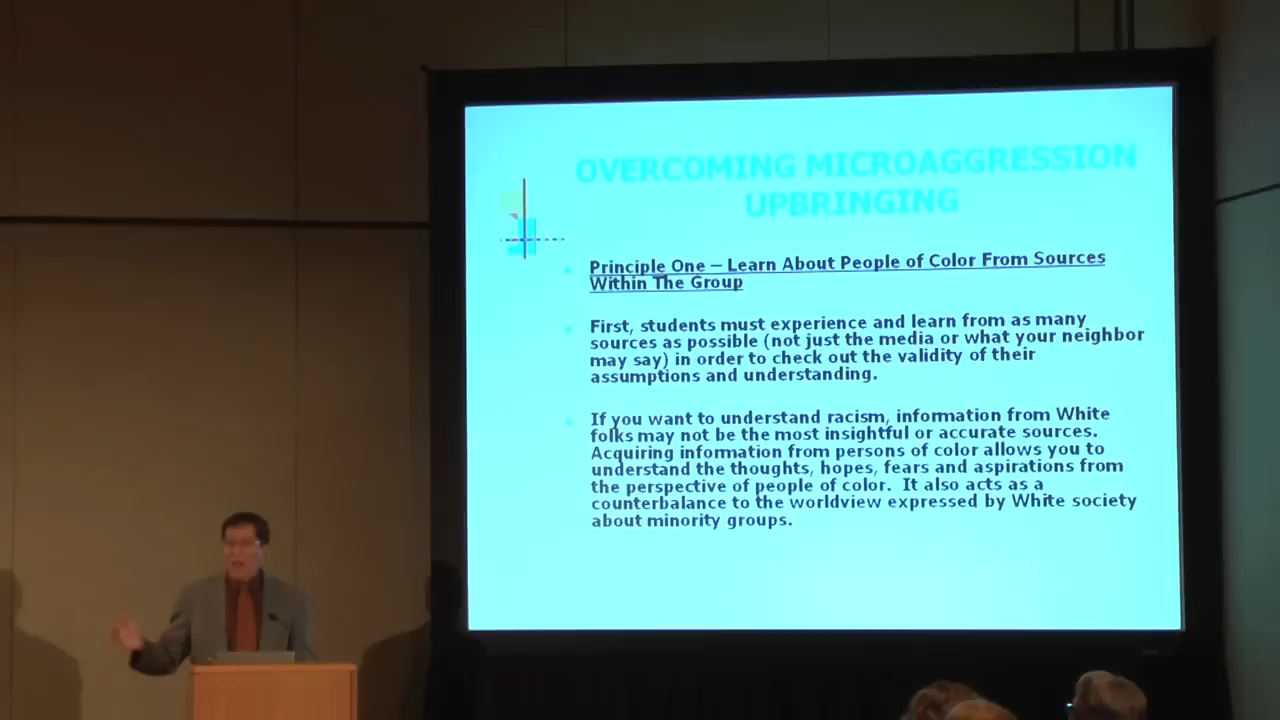 OVERCOMING MICROAGGRESSION
UPBRINGING
Principle One – Learn About People of Color From Sources
Within The Group
First, students must experience and learn from as many
sources as possible (not just the media or what your neighbor
may say) in order to check out the validity of their
assumptions and understanding.
If you want to understand racism, information from White
folks may not be the most insightful or accurate sources.
Acquiring information from persons of color allows you to
understand the thoughts, hopes, fears and aspirations from
the perspective of people of color. It also acts as a
counterbalance to the worldview expressed by White society
about minority groups.